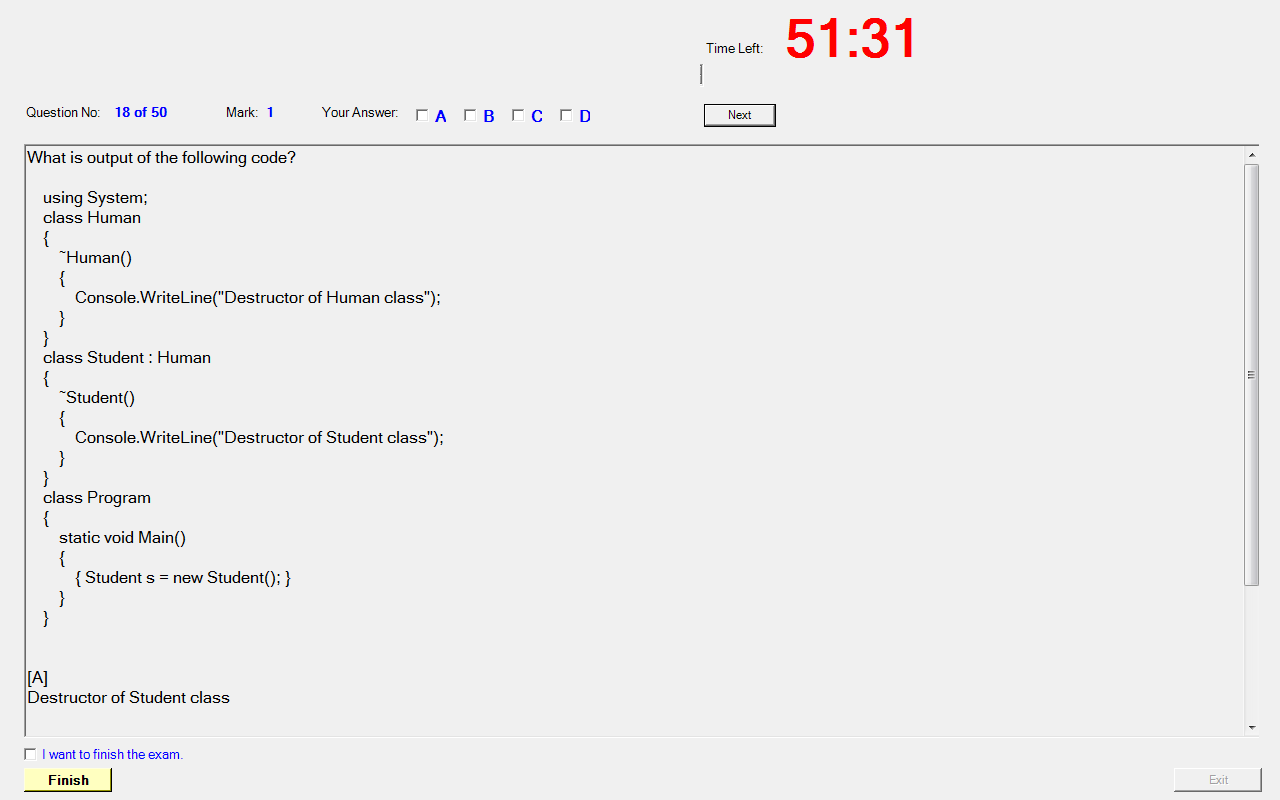 Time Left: 51:31
Question No: 18 of 50 Mark: 1 Your Answer: A B C D Next
What is output of the following code?
using System;
class Human
{
~Human()
{
Console.WriteLine("Destructor of Human class");
}
}
class Student : Human
{
~Student()
{
Console.WriteLine("Destructor of Student class");
}
}
class Program
{
static void Main()
{
{ Student s = new Student(); }
}
}
[A]
Destructor of Student class
I want to finish the exam.
Finish Exit